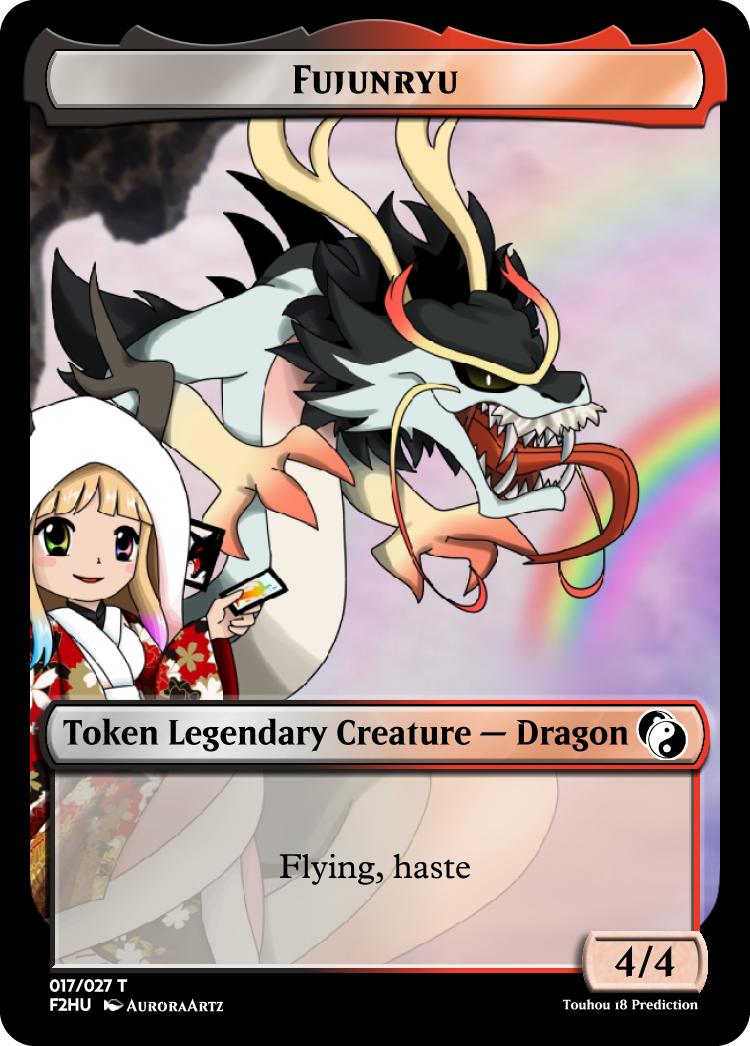 Fujunryu
Token Legendary Creature — Dragon
Flying, haste
4/4
017/027 T
F2HU AuroraArtz
Touhou 18 Prediction